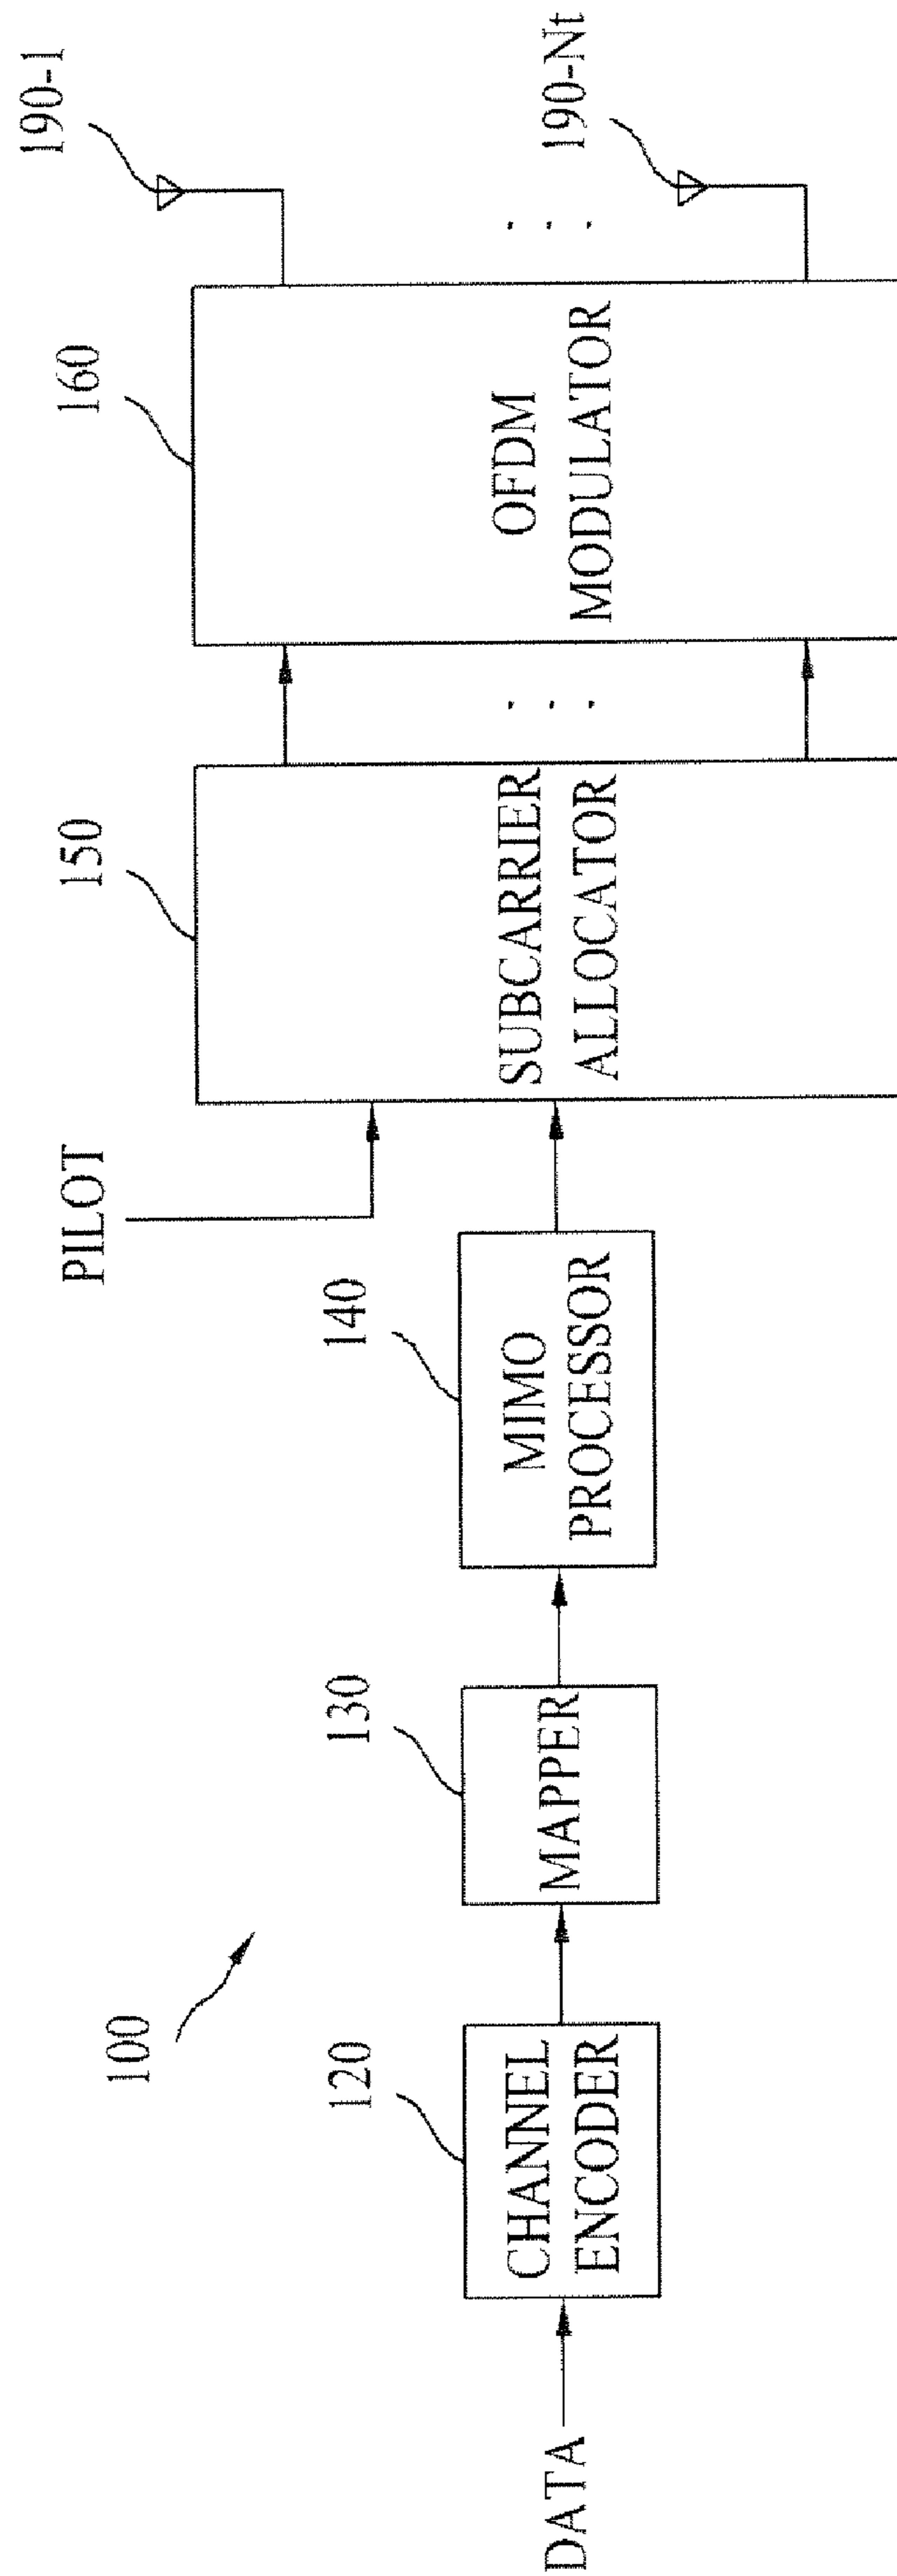 100
DATA
120
CHANNEL
ENCODER
130
MAPPER
140
MIMO
PROCESSOR
PILOT
150
SUBCARRIER
ALLOCATOR
160
OFDM
MODULATOR
190-1
190-Nt